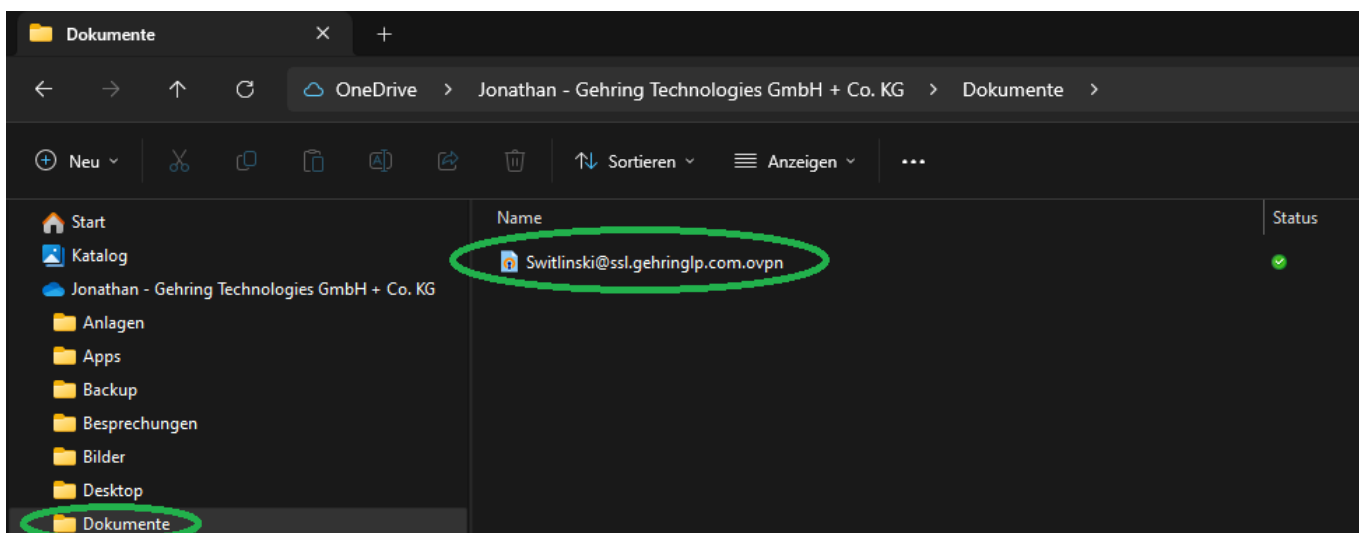 Dokumente
OneDrive > Jonathan - Gehring Technologies GmbH + Co. KG > Dokumente >
Neu Sortieren Anzeigen ...
Name Status
Start
Switlinski@ssl.gehringlp.com.ovpn
Katalog
Jonathan - Gehring Technologies GmbH + Co. KG
Anlagen
Apps
Backup
Besprechungen
Bilder
Desktop
Dokumente